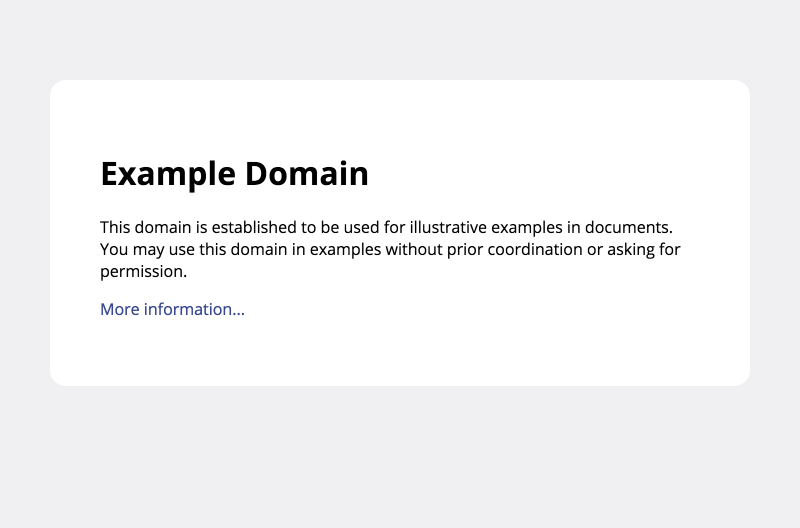 Example Domain
This domain is established to be used for illustrative examples in documents.
You may use this domain in examples without prior coordination or asking for
permission.
More information...